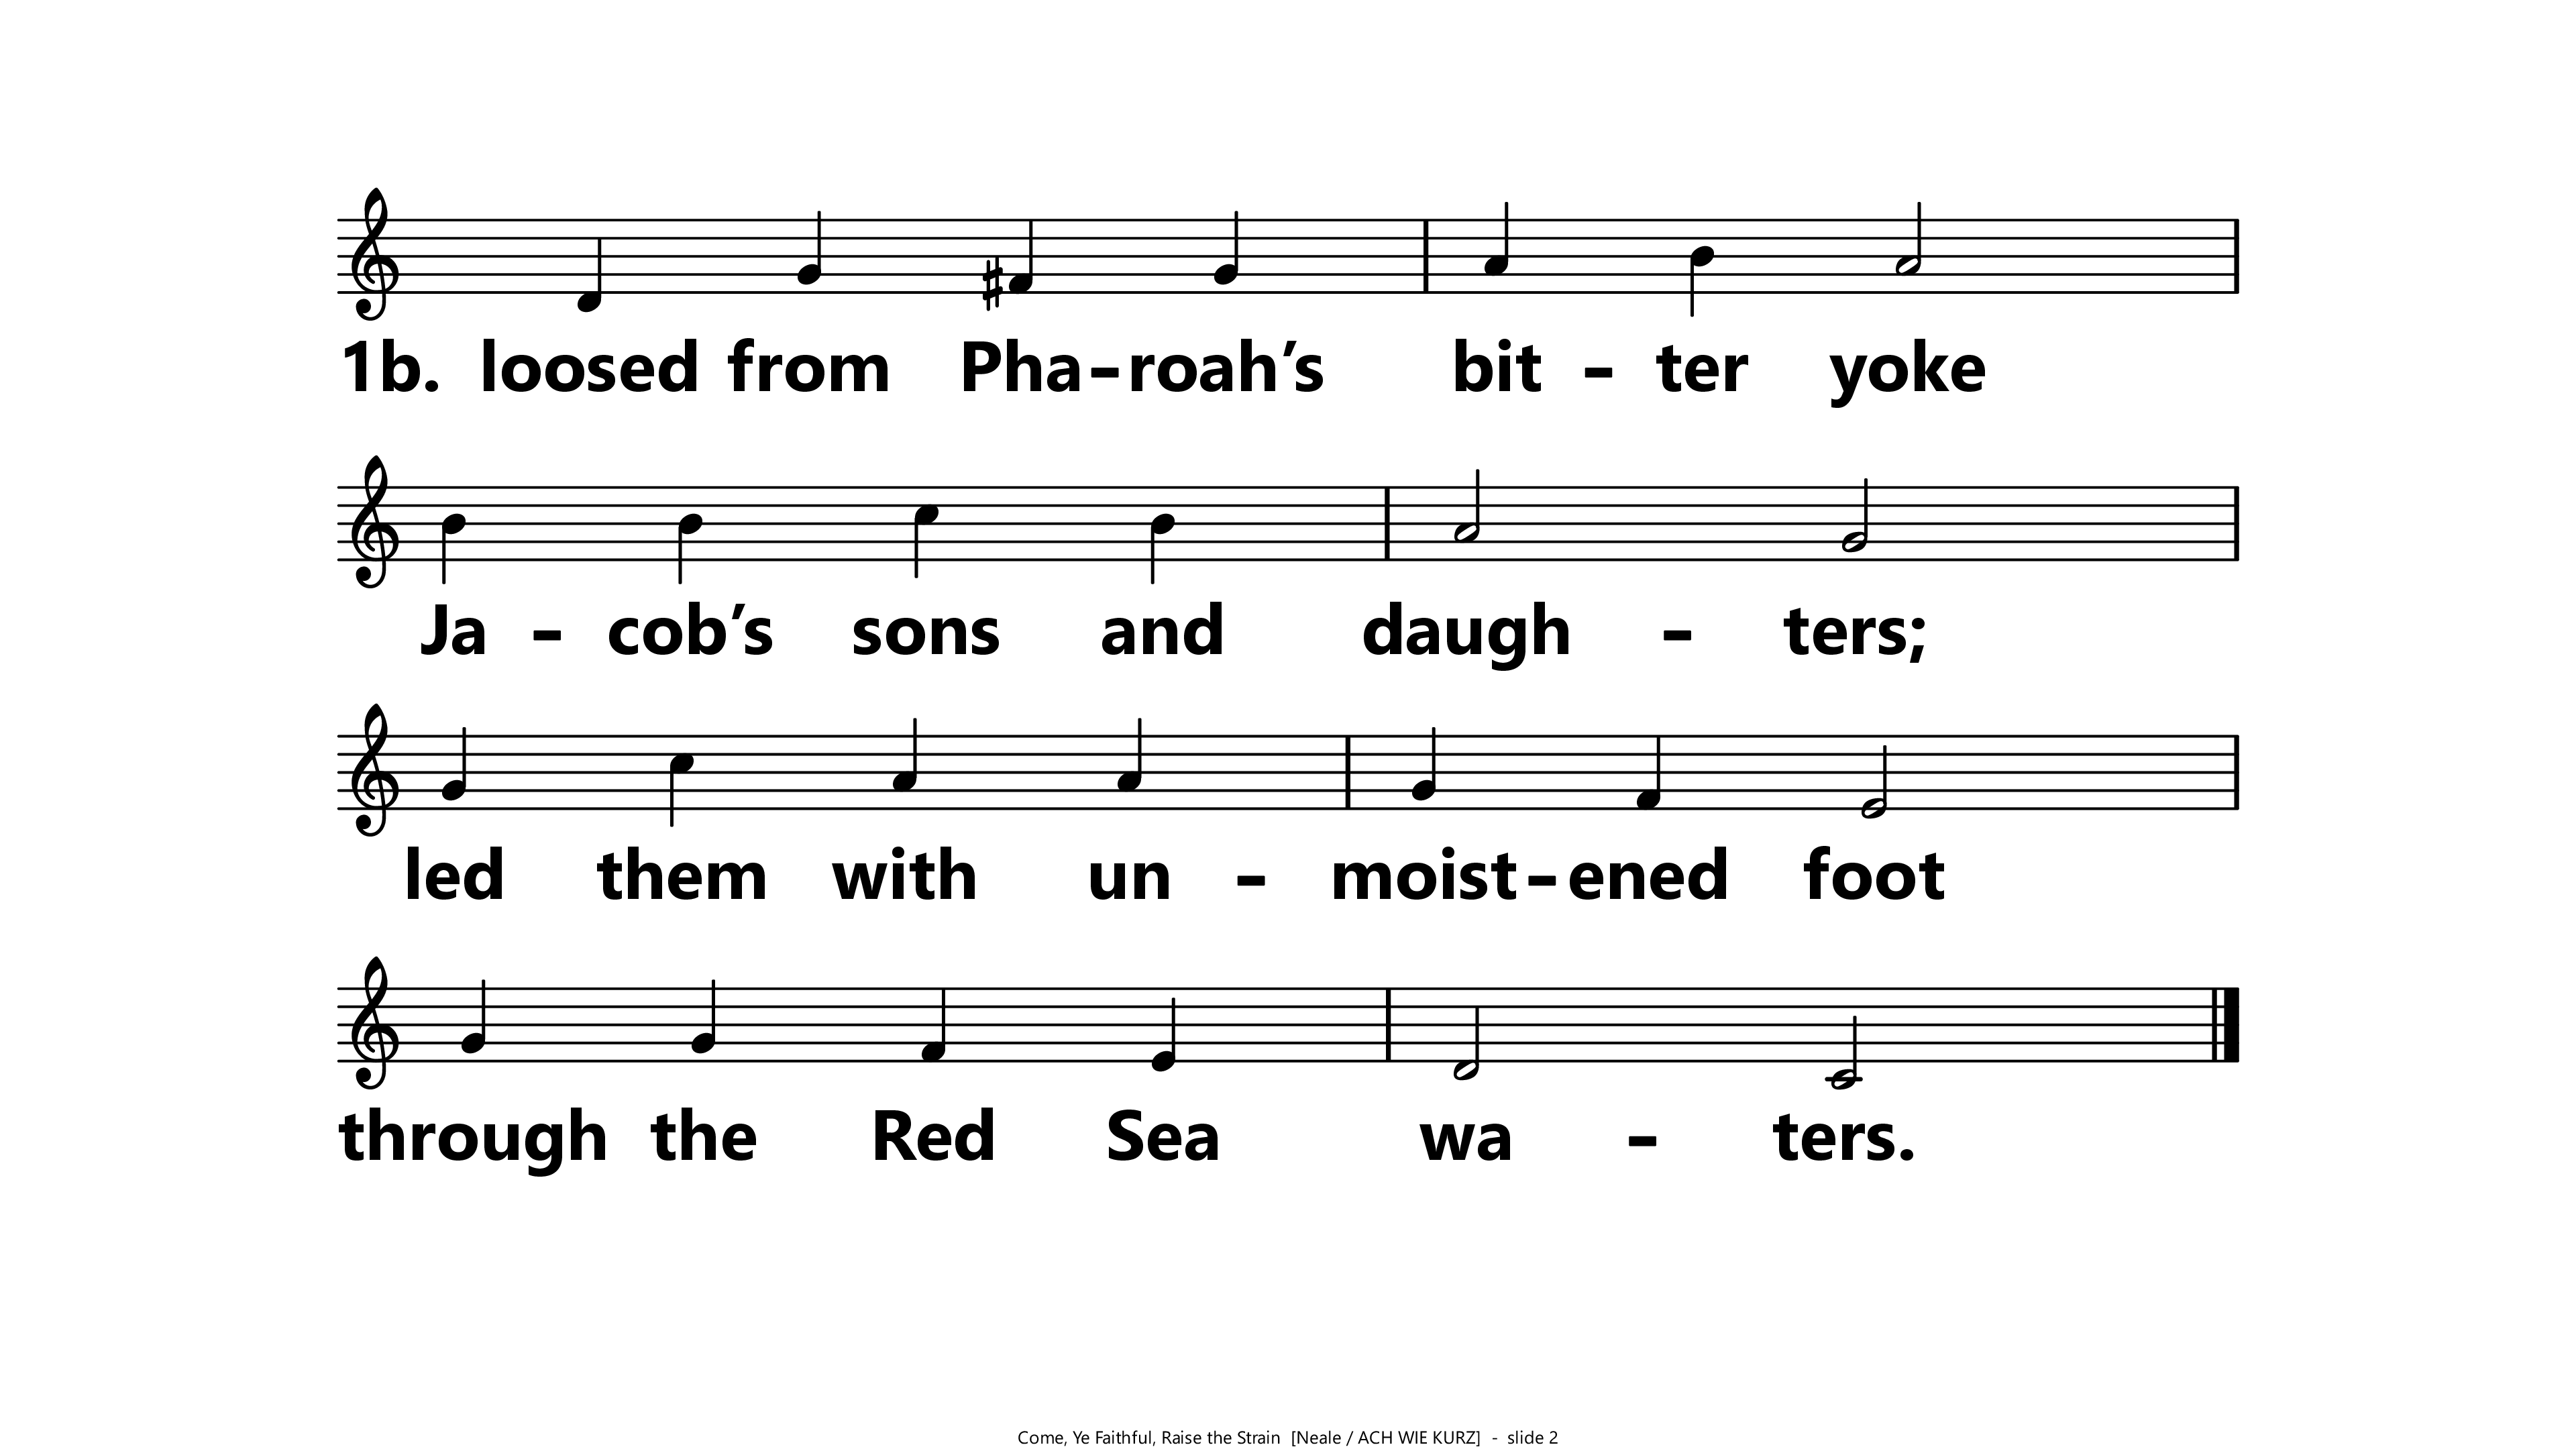 1b. loosed from Pha-roah’s bit - ter yoke
Ja - cob’s sons and daugh - ters;
led them with un - moist-ened foot
through the Red Sea wa - ters.
Come, Ye Faithful, Raise the Strain [Neale / ACH WIE KURZ] - slide 2